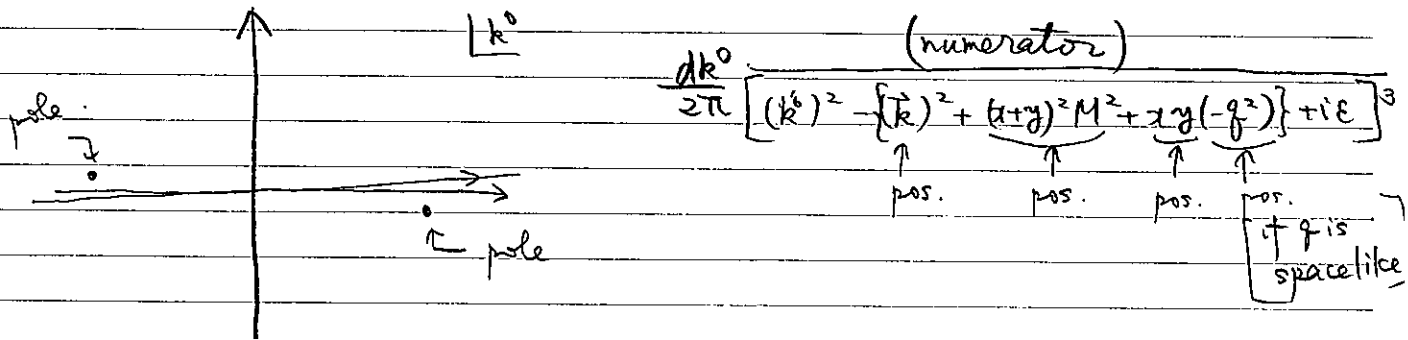 k⁰
(numerator)
dk⁰
2π
[(k⁰)² - {(k⃗)² + (x+y)²M² + xy(-q²)} + iε]³
pole.
pos. pos. pos. pos.
if q is
spacelike
pole